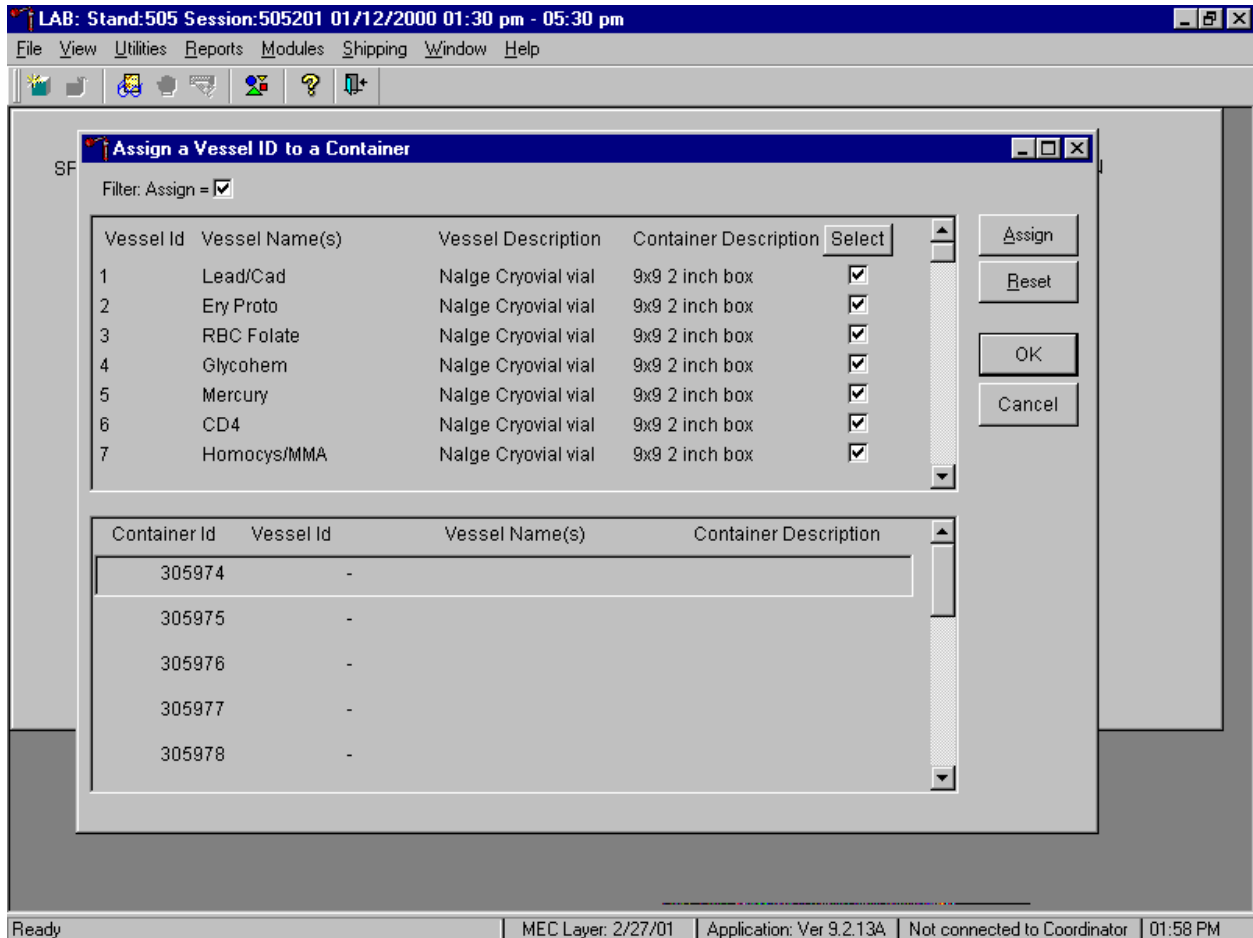 LAB: Stand:505 Session:505201 01/12/2000 01:30 pm - 05:30 pm
File View Utilities Reports Modules Shipping Window Help
Assign a Vessel ID to a Container
SF
Filter: Assign =
Vessel Id Vessel Name(s) Vessel Description Container Description Select
1 Lead/Cad Nalge Cryovial vial 9x9 2 inch box
2 Ery Proto Nalge Cryovial vial 9x9 2 inch box
3 RBC Folate Nalge Cryovial vial 9x9 2 inch box
4 Glycohem Nalge Cryovial vial 9x9 2 inch box
5 Mercury Nalge Cryovial vial 9x9 2 inch box
6 CD4 Nalge Cryovial vial 9x9 2 inch box
7 Homocys/MMA Nalge Cryovial vial 9x9 2 inch box
Assign
Reset
OK
Cancel
Container Id Vessel Id Vessel Name(s) Container Description
305974 -
305975 -
305976 -
305977 -
305978 -
Ready MEC Layer: 2/27/01 Application: Ver 9.2.13A Not connected to Coordinator 01:58 PM